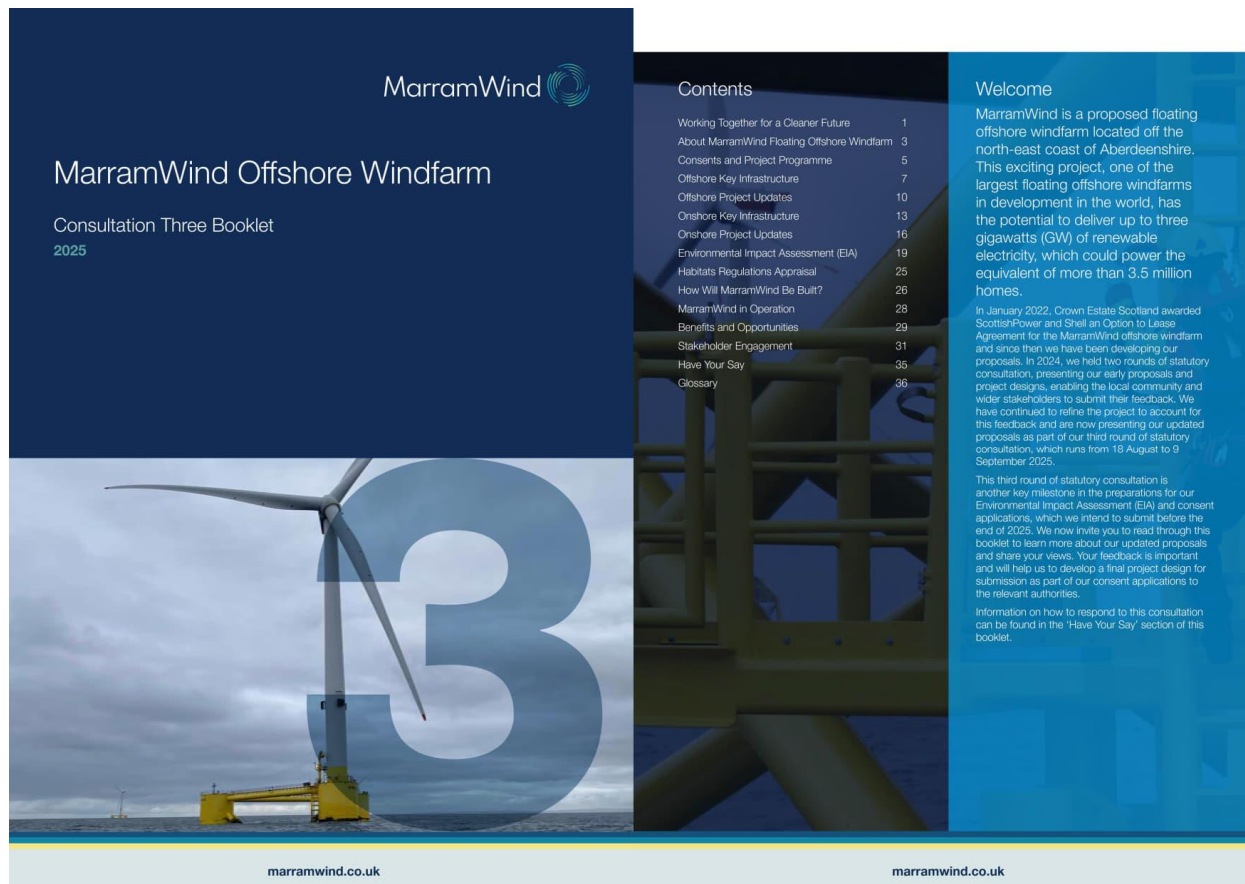 MarramWind
MarramWind Offshore Windfarm
Consultation Three Booklet
2025
3
marramwind.co.uk
Contents
Working Together for a Cleaner Future 1
About MarramWind Floating Offshore Windfarm 3
Consents and Project Programme 5
Offshore Key Infrastructure 7
Offshore Project Updates 10
Onshore Key Infrastructure 13
Onshore Project Updates 16
Environmental Impact Assessment (EIA) 19
Habitats Regulations Appraisal 25
How Will MarramWind Be Built? 26
MarramWind in Operation 28
Benefits and Opportunities 29
Stakeholder Engagement 31
Have Your Say 35
Glossary 36
Welcome
MarramWind is a proposed floating
offshore windfarm located off the
north-east coast of Aberdeenshire.
This exciting project, one of the
largest floating offshore windfarms
in development in the world, has
the potential to deliver up to three
gigawatts (GW) of renewable
electricity, which could power the
equivalent of more than 3.5 million
homes.
In January 2022, Crown Estate Scotland awarded
ScottishPower and Shell an Option to Lease
Agreement for the MarramWind offshore windfarm
and since then we have been developing our
proposals. In 2024, we held two rounds of statutory
consultation, presenting our early proposals and
project designs, enabling the local community and
wider stakeholders to submit their feedback. We
have continued to refine the project to account for
this feedback and are now presenting our updated
proposals as part of our third round of statutory
consultation, which runs from 18 August to 9
September 2025.
This third round of statutory consultation is
another key milestone in the preparations for our
Environmental Impact Assessment (EIA) and consent
applications, which we intend to submit before the
end of 2025. We now invite you to read through this
booklet to learn more about our updated proposals
and share your views. Your feedback is important
and will help us to develop a final project design for
submission as part of our consent applications to
the relevant authorities.
Information on how to respond to this consultation
can be found in the 'Have Your Say' section of this
booklet.
marramwind.co.uk